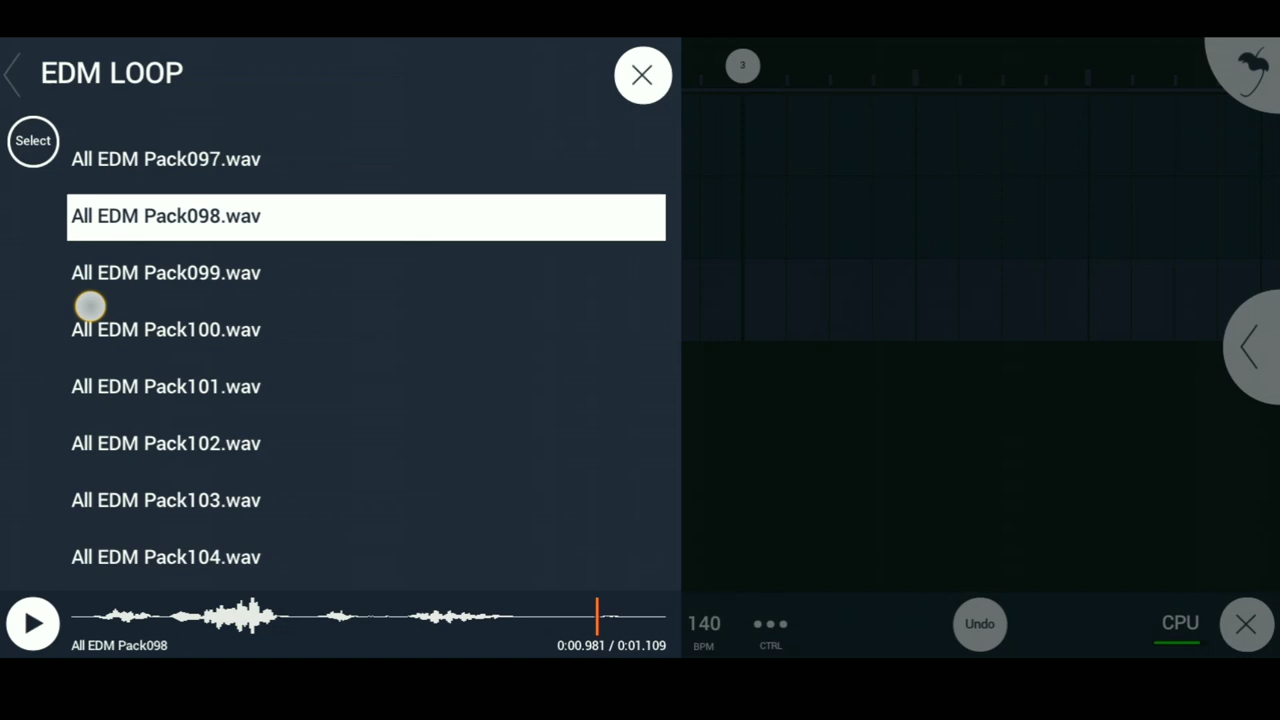 EDM LOOP
3
Select
All EDM Pack097.wav
All EDM Pack098.wav
All EDM Pack099.wav
All EDM Pack100.wav
All EDM Pack101.wav
All EDM Pack102.wav
All EDM Pack103.wav
All EDM Pack104.wav
All EDM Pack098
0:00.981 / 0:01.109
140
BPM
CTRL
Undo
CPU